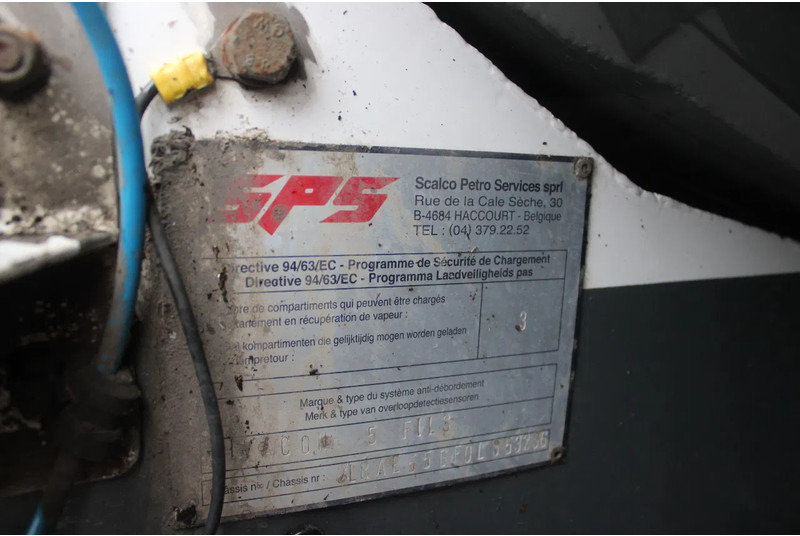 SPS
Scalco Petro Services sprl
Rue de la Cale Sèche, 30
B-4684 HACCOURT - Belgique
TEL : (04) 379.22.52
Directive 94/63/EC - Programme de Sécurité de Chargement
Directive 94/63/EC - Programma Laadveiligheids pas
de compartiments qui peuvent être chargés
en récupération de vapeur :
3
kompartimenten die gelijktijdig mogen worden geladen
Marque & type du système anti-débordement
Merk & type van overloopdetectiesensoren
5 FILS
Chassis nr :